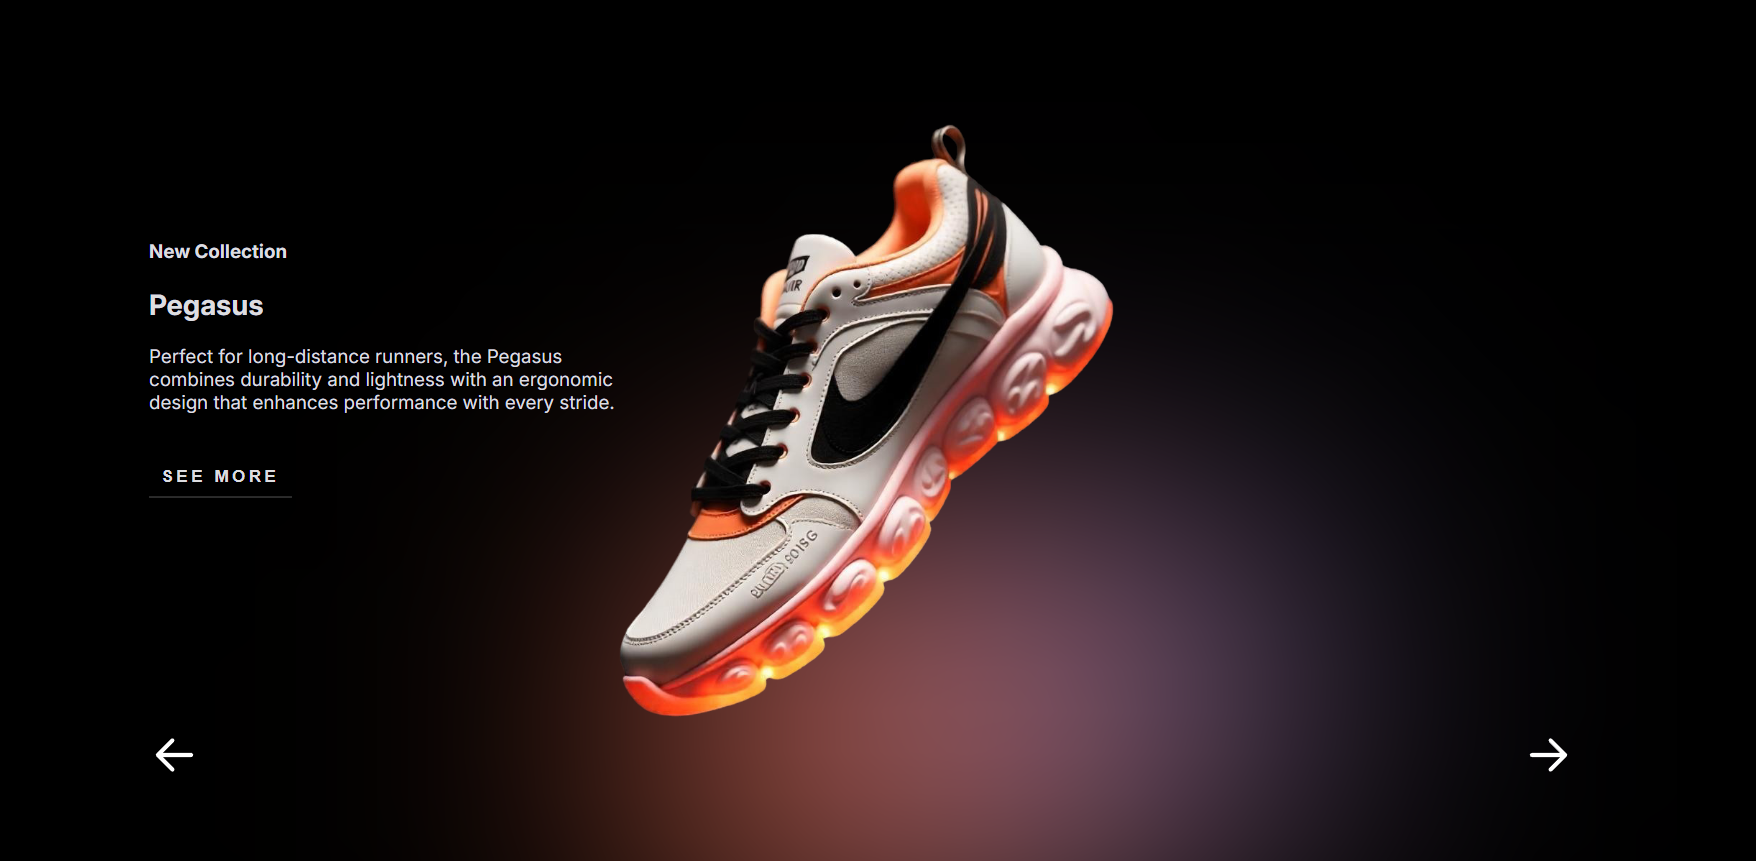 New Collection
Pegasus
Perfect for long-distance runners, the Pegasus
combines durability and lightness with an ergonomic
design that enhances performance with every stride.
SEE MORE